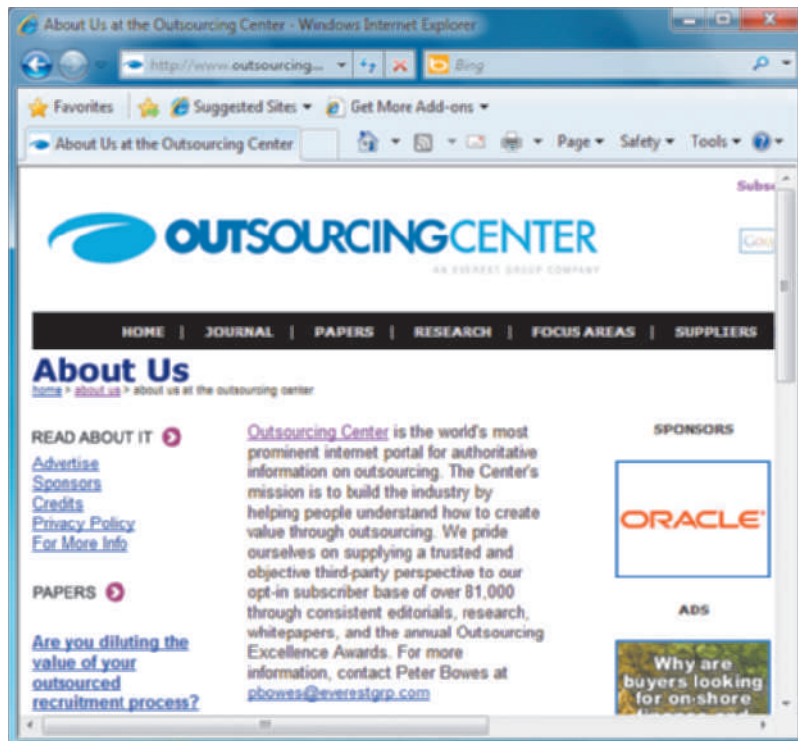 About Us at the Outsourcing Center - Windows Internet Explorer
http://www.outsourcing... Bing
Favorites Suggested Sites Get More Add-ons
About Us at the Outsourcing Center Page Safety Tools
Subs
OUTSOURCINGCENTER
AN EVEREST GROUP COMPANY
HOME | JOURNAL | PAPERS | RESEARCH | FOCUS AREAS | SUPPLIERS
About Us
home > about us > about us at the outsourcing center
READ ABOUT IT
Advertise
Sponsors
Credits
Privacy Policy
For More Info
PAPERS
Are you diluting the
value of your
outsourced
recruitment process?
Outsourcing Center is the world's most
prominent internet portal for authoritative
information on outsourcing. The Center's
mission is to build the industry by
helping people understand how to create
value through outsourcing. We pride
ourselves on supplying a trusted and
objective third-party perspective to our
opt-in subscriber base of over 81,000
through consistent editorials, research,
whitepapers, and the annual Outsourcing
Excellence Awards. For more
information, contact Peter Bowes at
pbowes@everestgrp.com
SPONSORS
ORACLE
ADS
Why are
buyers looking
for on-shore